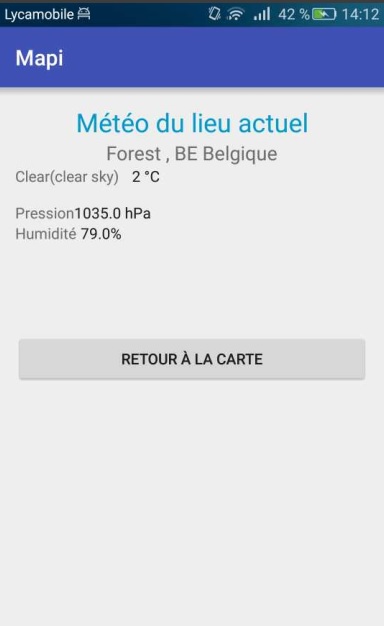 Lycamobile 42 % 14:12
Mapi
Météo du lieu actuel
Forest , BE Belgique
Clear(clear sky) 2 °C
Pression1035.0 hPa
Humidité 79.0%
RETOUR À LA CARTE